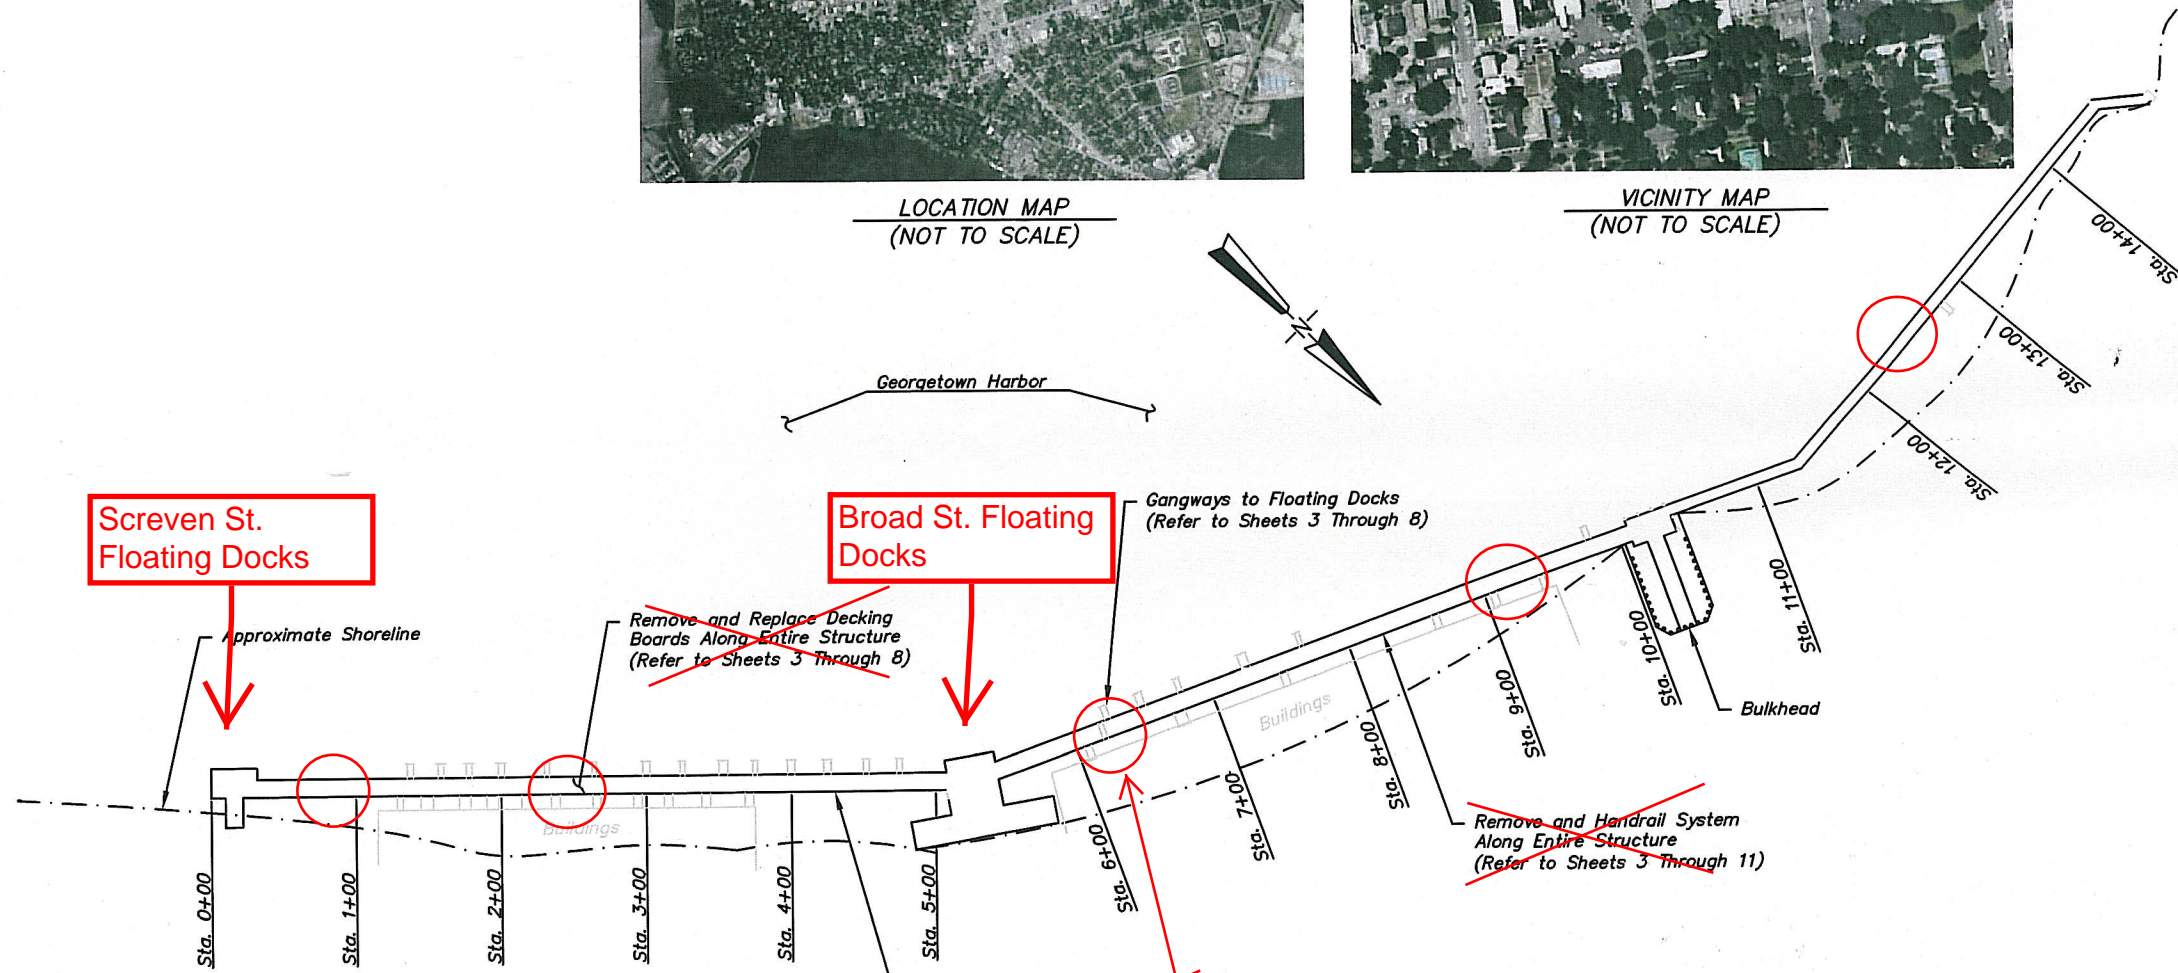 LOCATION MAP
(NOT TO SCALE)
VICINITY MAP
(NOT TO SCALE)
N
Georgetown Harbor
Screven St.
Floating Docks
Broad St. Floating
Docks
Gangways to Floating Docks
(Refer to Sheets 3 Through 8)
Approximate Shoreline
Remove and Replace Decking
Boards Along Entire Structure
(Refer to Sheets 3 Through 8)
Buildings
Buildings
Bulkhead
Remove and Handrail System
Along Entire Structure
(Refer to Sheets 3 Through 11)
Sta. 0+00
Sta. 1+00
Sta. 2+00
Sta. 3+00
Sta. 4+00
Sta. 5+00
Sta. 6+00
Sta. 7+00
Sta. 8+00
Sta. 9+00
Sta. 10+00
Sta. 11+00
Sta. 12+00
Sta. 13+00
Sta. 14+00